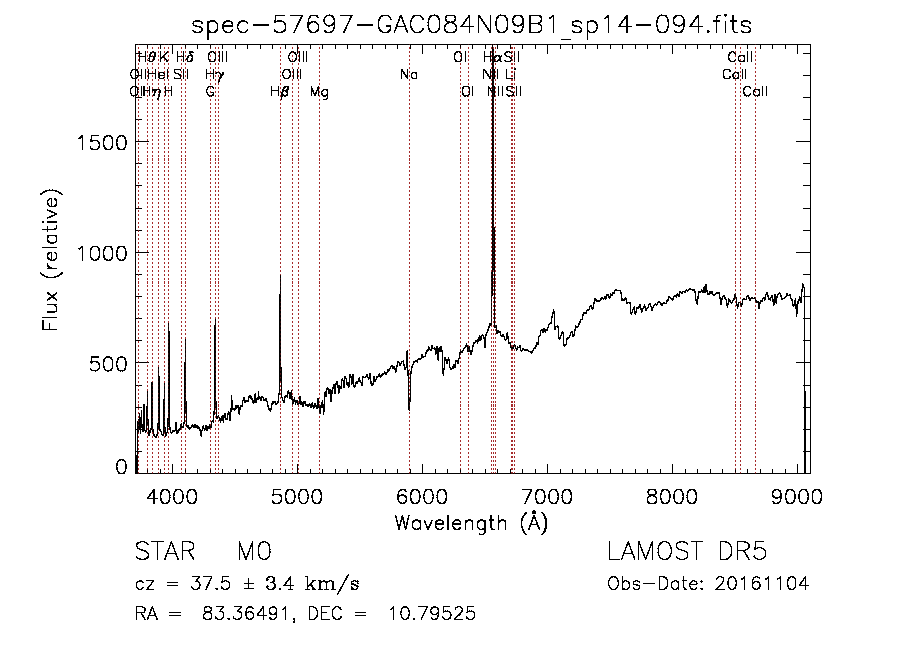 spec-57697-GAC084N09B1_sp14-094.fits
Hθ K Hδ OIII OIII OI Hα SII CaII
OII HeI SII Hγ OIII Na NII Li CaII
OII Hη H G Hβ Mg OI NII SII CaII
1500
1000
500
0
Flux (relative)
4000 5000 6000 7000 8000 9000
Wavelength (Å)
STAR M0 LAMOST DR5
cz = 37.5 ± 3.4 km/s Obs-Date: 20161104
RA = 83.36491, DEC = 10.79525